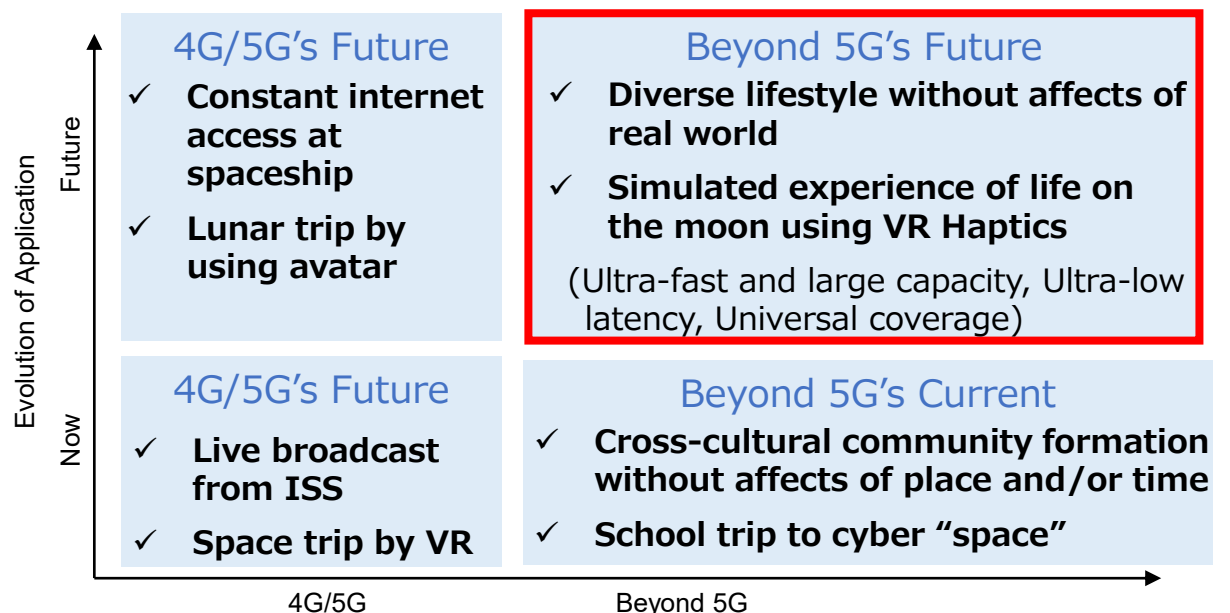 Evolution of Application
Future
Now
4G/5G's Future
✓ Constant internet
access at
spaceship
✓ Lunar trip by
using avatar
Beyond 5G's Future
✓ Diverse lifestyle without affects of
real world
✓ Simulated experience of life on
the moon using VR Haptics
(Ultra-fast and large capacity, Ultra-low
latency, Universal coverage)
4G/5G's Future
✓ Live broadcast
from ISS
✓ Space trip by VR
Beyond 5G's Current
✓ Cross-cultural community formation
without affects of place and/or time
✓ School trip to cyber “space”
4G/5G
Beyond 5G